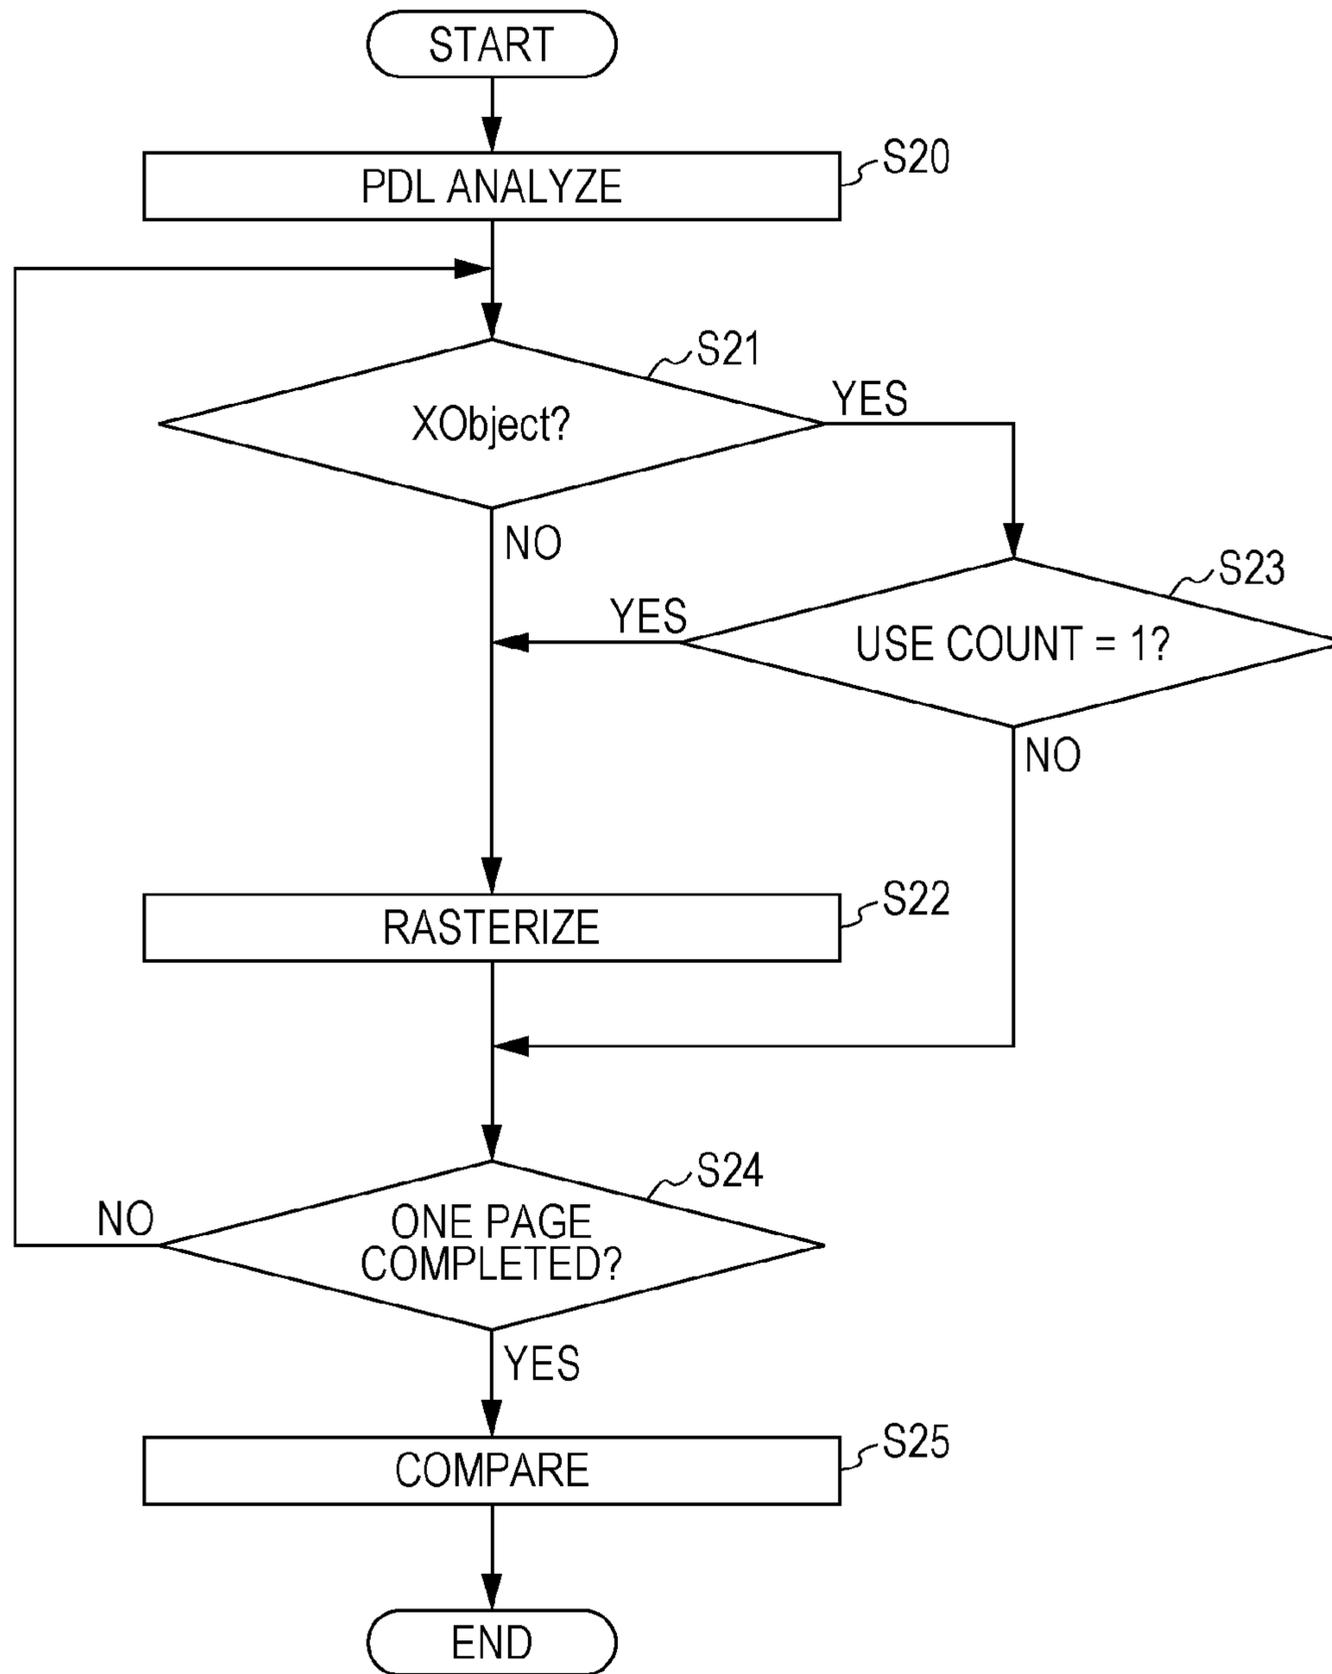 START
PDL ANALYZE
S20
S21
XObject?
YES
NO
S23
YES
USE COUNT = 1?
NO
S22
RASTERIZE
S24
NO
ONE PAGE
COMPLETED?
YES
S25
COMPARE
END